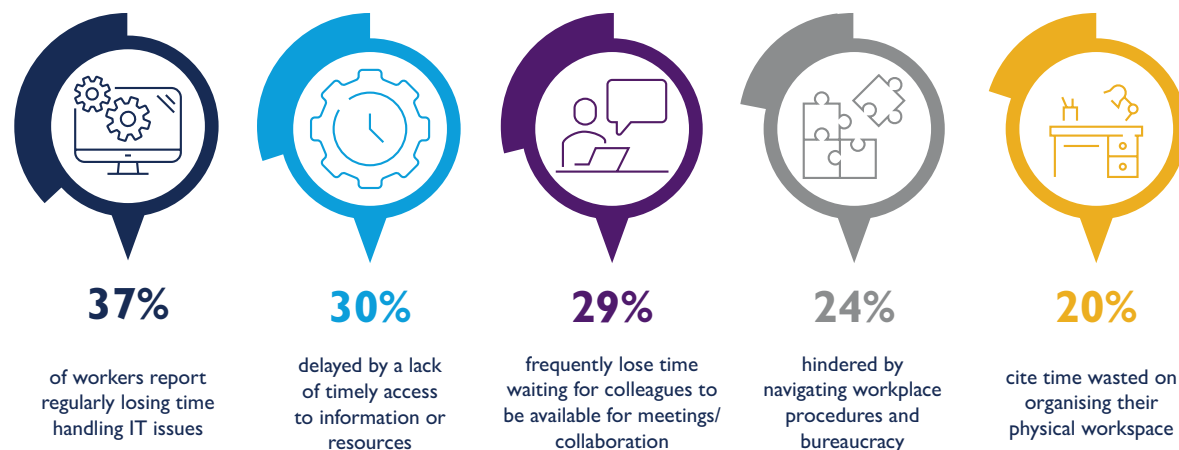 37%
of workers report
regularly losing time
handling IT issues
30%
delayed by a lack
of timely access
to information or
resources
29%
frequently lose time
waiting for colleagues to
be available for meetings/
collaboration
24%
hindered by
navigating workplace
procedures and
bureaucracy
20%
cite time wasted on
organising their
physical workspace